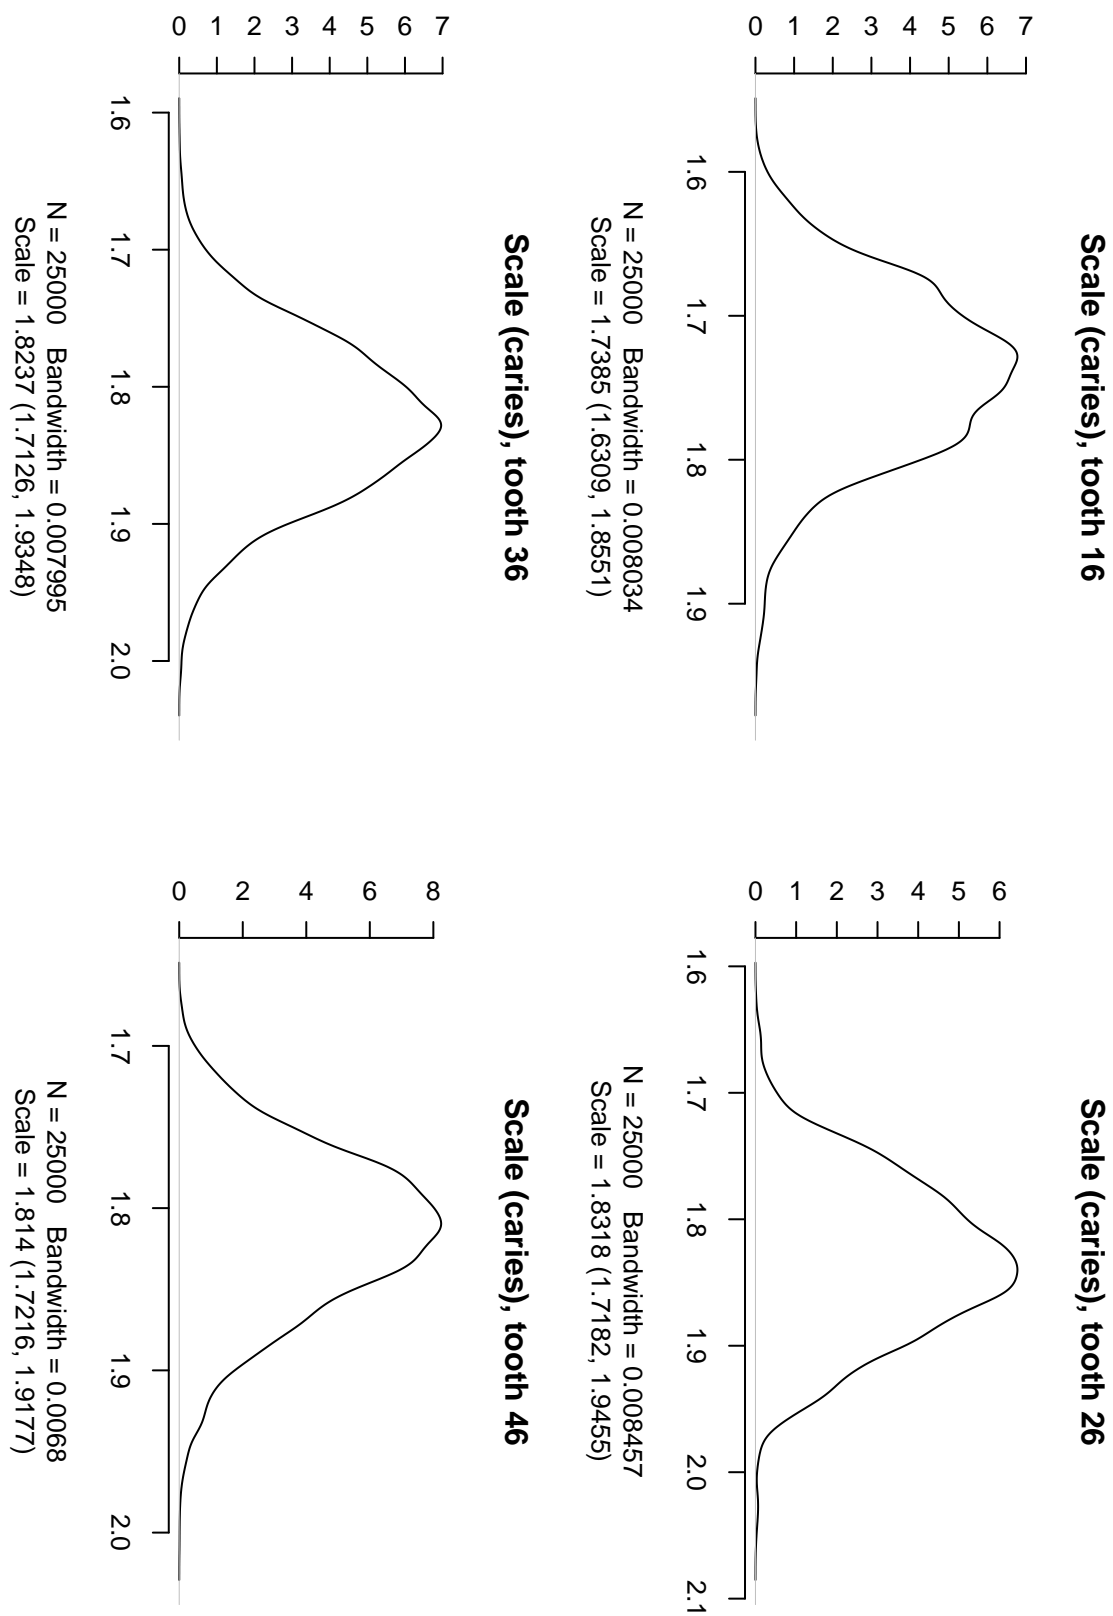 Scale (caries), tooth 16
0 1 2 3 4 5 6 7
1.6 1.7 1.8 1.9
N = 25000 Bandwidth = 0.008034
Scale = 1.7385 (1.6309, 1.8551)
Scale (caries), tooth 26
0 1 2 3 4 5 6
1.6 1.7 1.8 1.9 2.0 2.1
N = 25000 Bandwidth = 0.008457
Scale = 1.8318 (1.7182, 1.9455)
Scale (caries), tooth 36
0 1 2 3 4 5 6 7
1.6 1.7 1.8 1.9 2.0
N = 25000 Bandwidth = 0.007995
Scale = 1.8237 (1.7126, 1.9348)
Scale (caries), tooth 46
0 2 4 6 8
1.7 1.8 1.9 2.0
N = 25000 Bandwidth = 0.0068
Scale = 1.814 (1.7216, 1.9177)